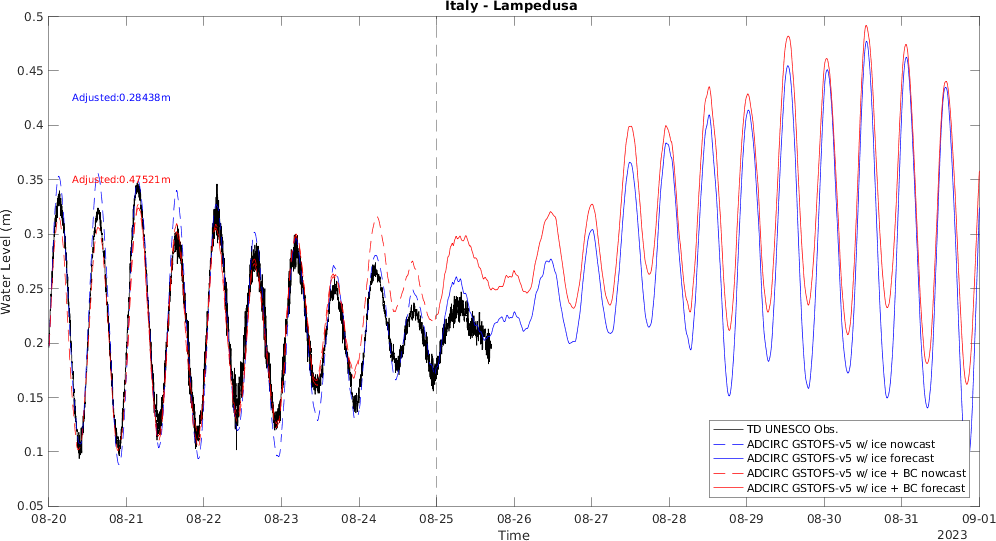 Italy - Lampedusa
Water Level (m)
0.5
0.45
0.4
0.35
0.3
0.25
0.2
0.15
0.1
0.05
Adjusted:0.28438m
Adjusted:0.47521m
TD UNESCO Obs.
ADCIRC GSTOFS-v5 w/ ice nowcast
ADCIRC GSTOFS-v5 w/ ice forecast
ADCIRC GSTOFS-v5 w/ ice + BC nowcast
ADCIRC GSTOFS-v5 w/ ice + BC forecast
08-20 08-21 08-22 08-23 08-24 08-25 08-26 08-27 08-28 08-29 08-30 08-31 09-01
Time
2023